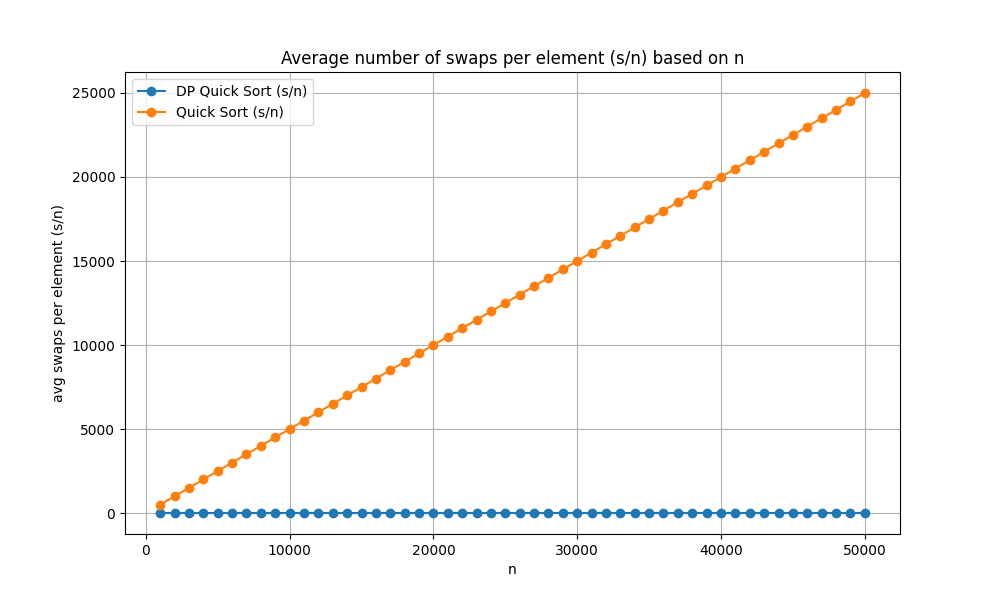 Average number of swaps per element (s/n) based on n
DP Quick Sort (s/n)
Quick Sort (s/n)
avg swaps per element (s/n)
25000
20000
15000
10000
5000
0
0
10000
20000
30000
40000
50000
n